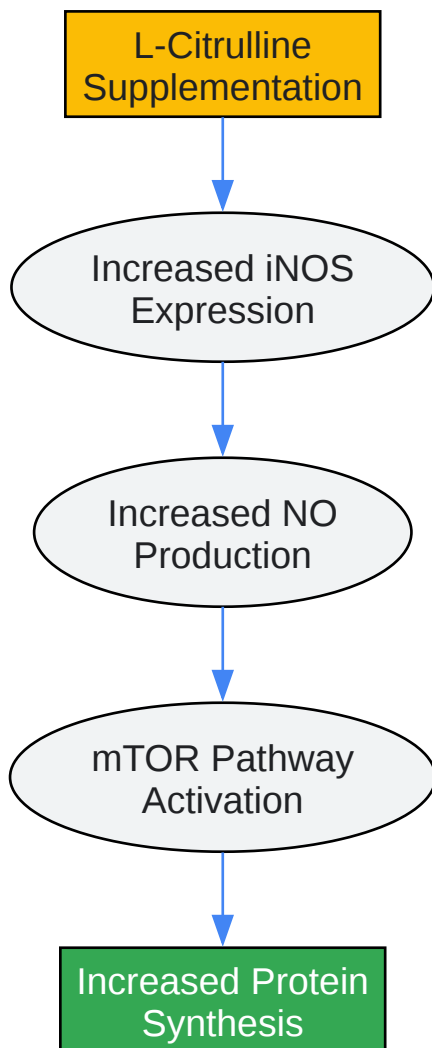 L-Citrulline
Supplementation
Increased iNOS
Expression
Increased NO
Production
mTOR Pathway
Activation
Increased Protein
Synthesis